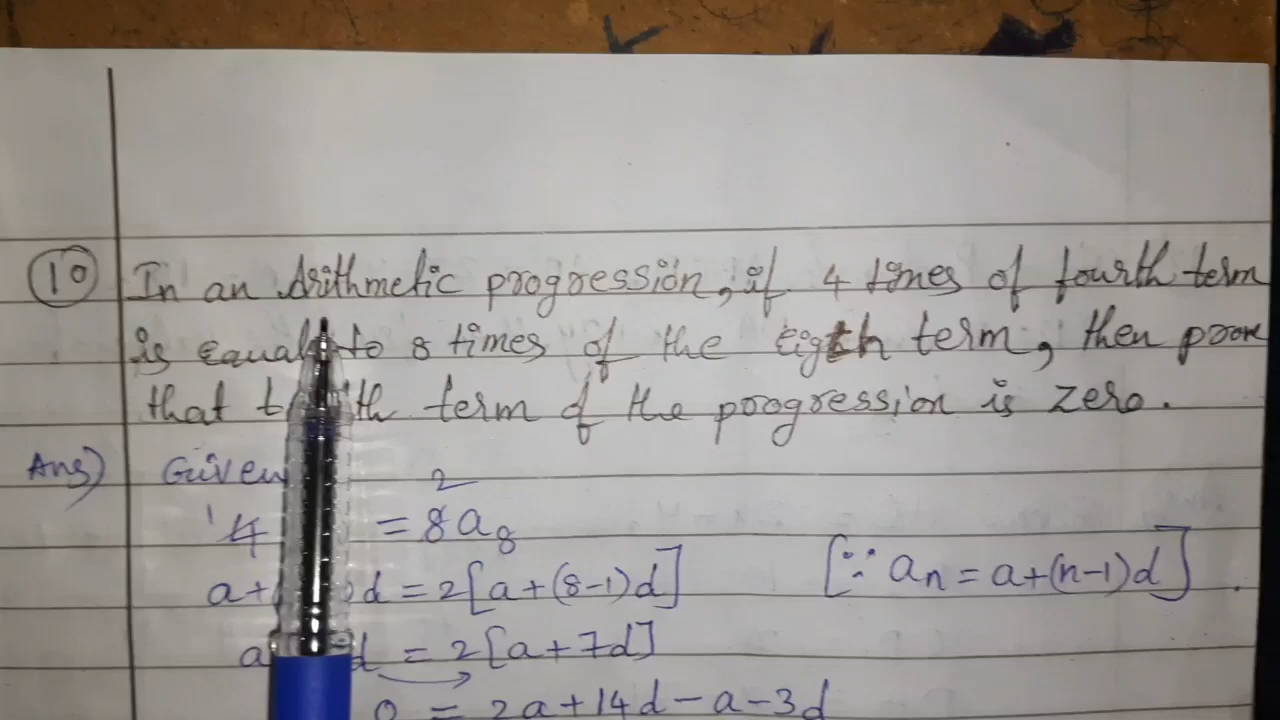 10 In an Arithmetic progression, if 4 times of fourth term
is equal to 8 times of the eigth term, then prove
that th term of the progression is zero.
Ans) Given
2
1 4 = 8a₈
a+ d = 2[a+(8-1)d] [∵ aₙ = a+(n-1)d]
a d = 2[a+7d]
0 = 2a+14d-a-3d